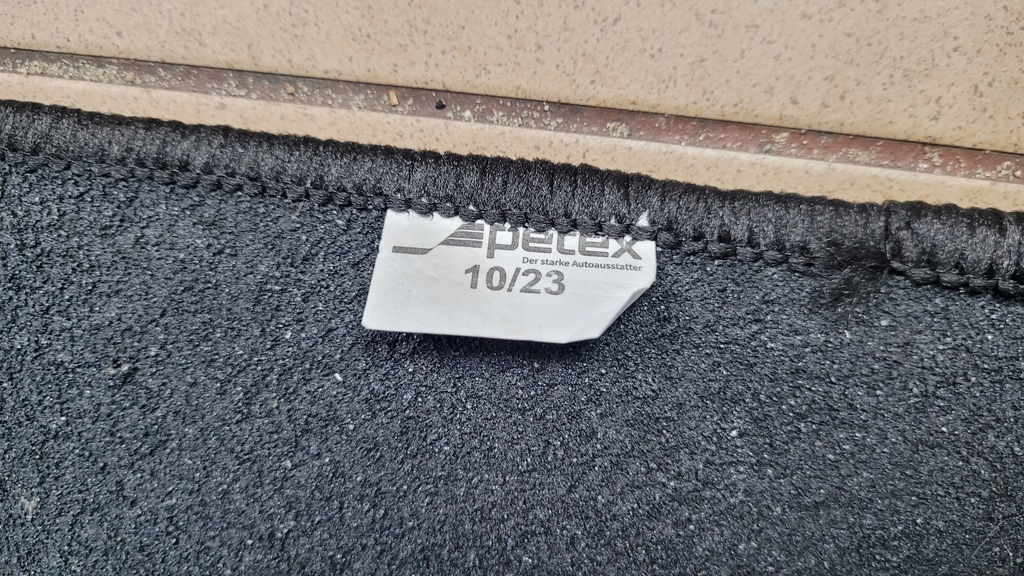 petex
Der starke Autoausstatter
10/23